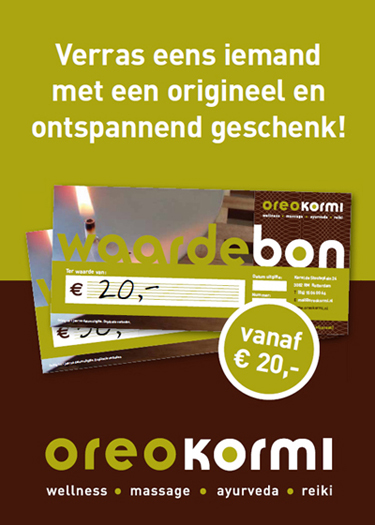 Verras eens iemand
met een origineel en
ontspannend geschenk!
oreokormi
wellness • massage • ayurveda • reiki
waardebon
Ter waarde van:
€ 20,-
vanaf
€ 20,-
oreokormi
wellness • massage • ayurveda • reiki